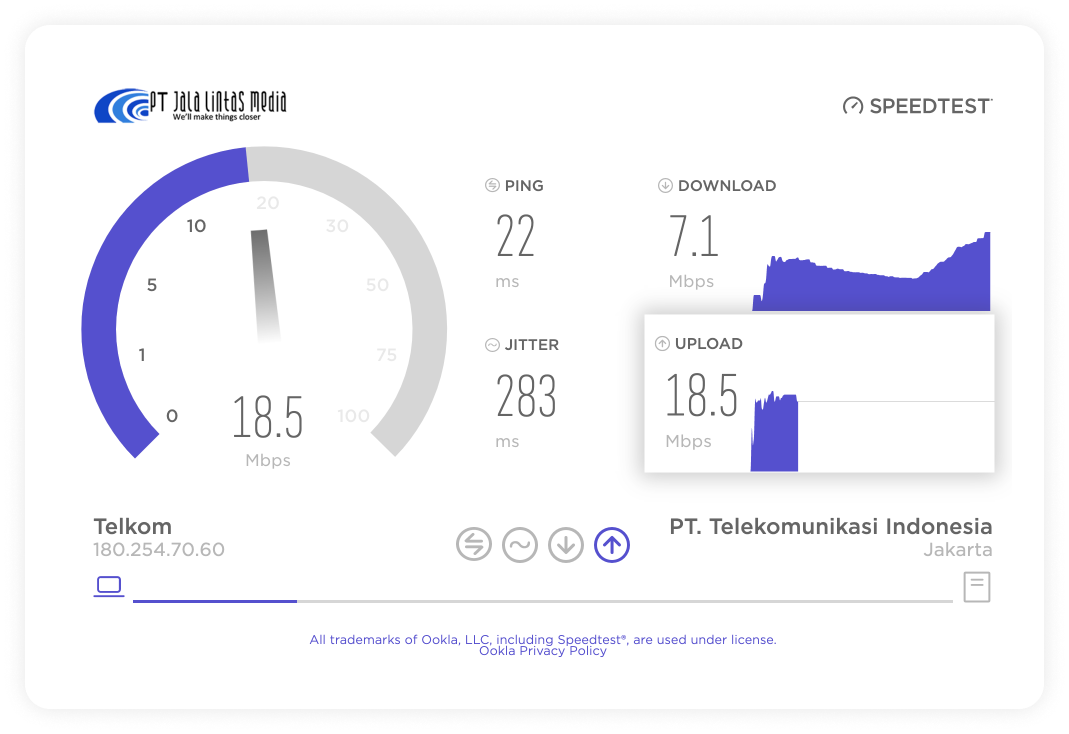 PT Jala Lintas Media
We'll make things closer
SPEEDTEST
PING
22
ms
DOWNLOAD
7.1
Mbps
JITTER
283
ms
UPLOAD
18.5
Mbps
0
1
5
10
20
30
50
75
100
18.5
Mbps
Telkom
180.254.70.60
PT. Telekomunikasi Indonesia
Jakarta
All trademarks of Ookla, LLC, including Speedtest®, are used under license.
Ookla Privacy Policy